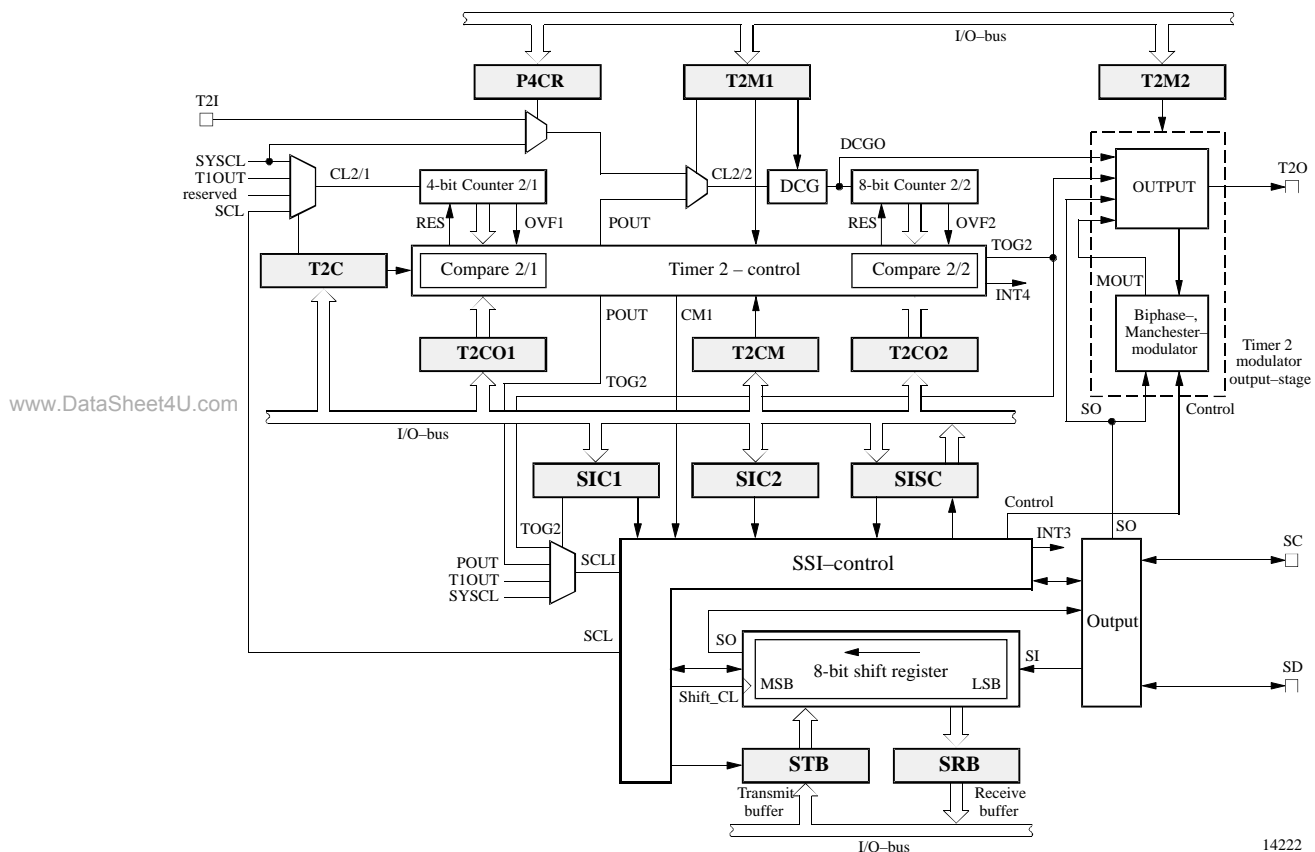 I/O–bus
P4CR
T2M1
T2M2
T2I
DCGO
SYSCL
T1OUT
reserved
SCL
CL2/1
4-bit Counter 2/1
CL2/2
DCG
8-bit Counter 2/2
OUTPUT
T2O
RES
OVF1
POUT
RES
OVF2
TOG2
T2C
Compare 2/1
Timer 2 – control
Compare 2/2
INT4
MOUT
POUT
CM1
Biphase–,
Manchester–
modulator
Timer 2
modulator
output–stage
T2CO1
T2CM
T2CO2
TOG2
www.DataSheet4U.com
I/O–bus
SO
Control
SIC1
SIC2
SISC
Control
TOG2
SO
INT3
POUT
T1OUT
SYSCL
SCLI
SSI–control
SC
Output
SCL
SO
8-bit shift register
MSB
LSB
SI
SD
Shift_CL
STB
SRB
Transmit
buffer
Receive
buffer
I/O–bus
14222